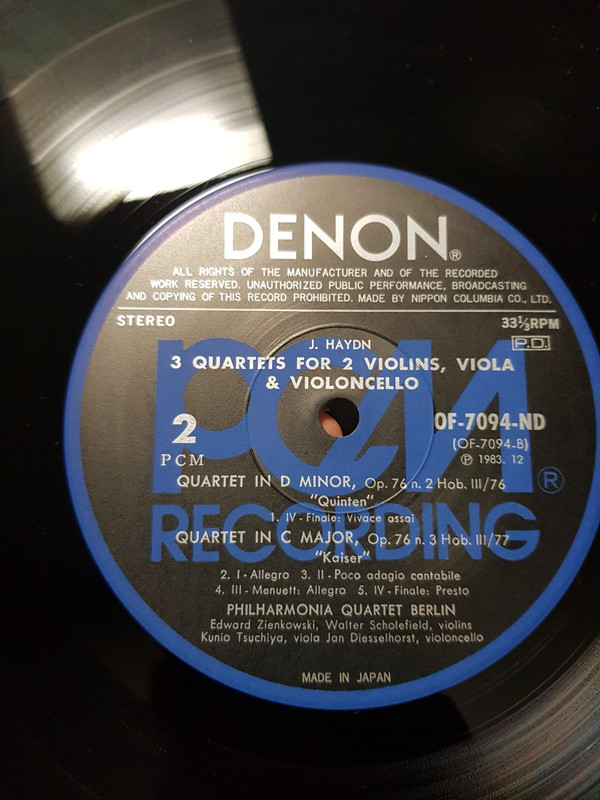 DENON®
ALL RIGHTS OF THE MANUFACTURER AND OF THE RECORDED
WORK RESERVED. UNAUTHORIZED PUBLIC PERFORMANCE, BROADCASTING
AND COPYING OF THIS RECORD PROHIBITED. MADE BY NIPPON COLUMBIA CO., LTD.
STEREO 33⅓RPM
P.D.
J. HAYDN
3 QUARTETS FOR 2 VIOLINS, VIOLA
& VIOLONCELLO
2 OF-7094-ND
(OF-7094-B)
PCM ℗ 1983. 12
PCM®
RECORDING
QUARTET IN D MINOR, Op. 76 n. 2 Hob. III/76
"Quinten"
1. IV-Finale: Vivace assai
QUARTET IN C MAJOR, Op. 76 n. 3 Hob. III/77
"Kaiser"
2. I-Allegro 3. II-Poco adagio cantabile
4. III-Menuett: Allegro 5. IV-Finale: Presto
PHILHARMONIA QUARTET BERLIN
Edward Zienkowski, Walter Scholefield, violins
Kunio Tsuchiya, viola Jan Diesselhorst, violoncello
MADE IN JAPAN